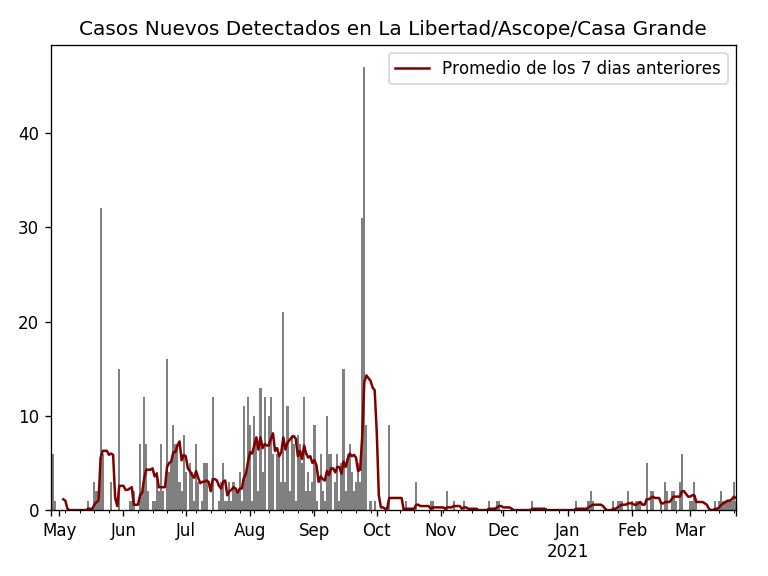 Casos Nuevos Detectados en La Libertad/Ascope/Casa Grande
Promedio de los 7 dias anteriores
40
30
20
10
0
May Jun Jul Aug Sep Oct Nov Dec Jan Feb Mar
2021